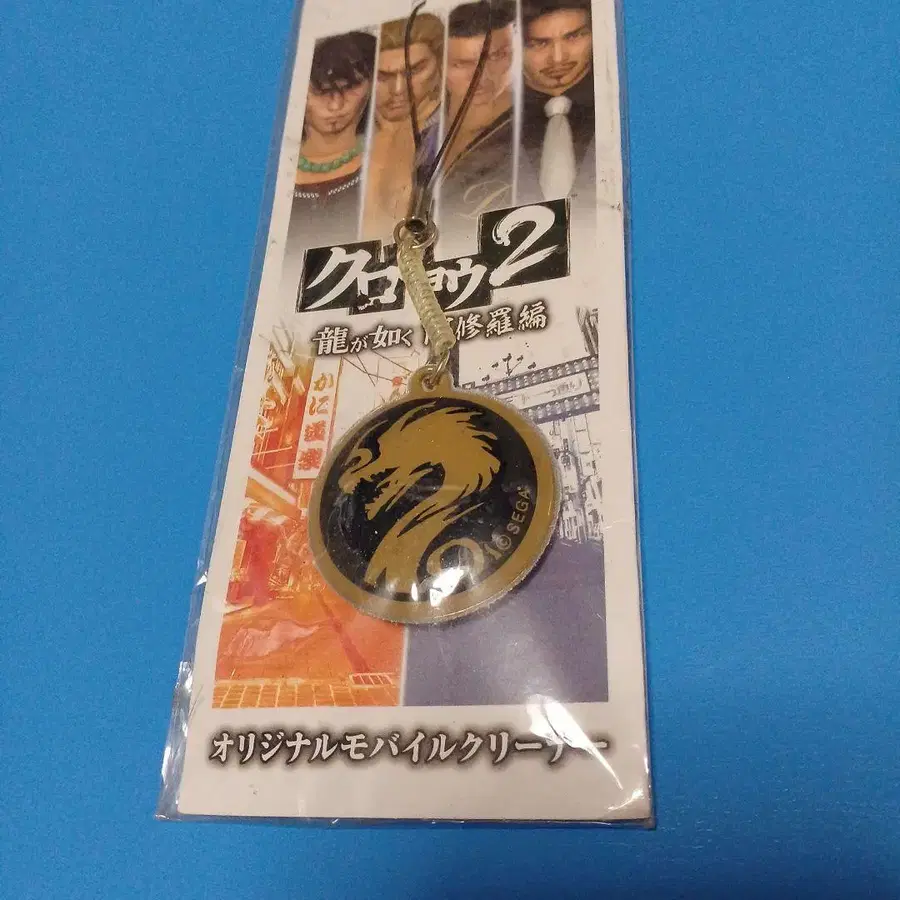 クロヒョウ2
龍が如く 阿修羅編
かに道楽
©SEGA
オリジナルモバイルクリーナー